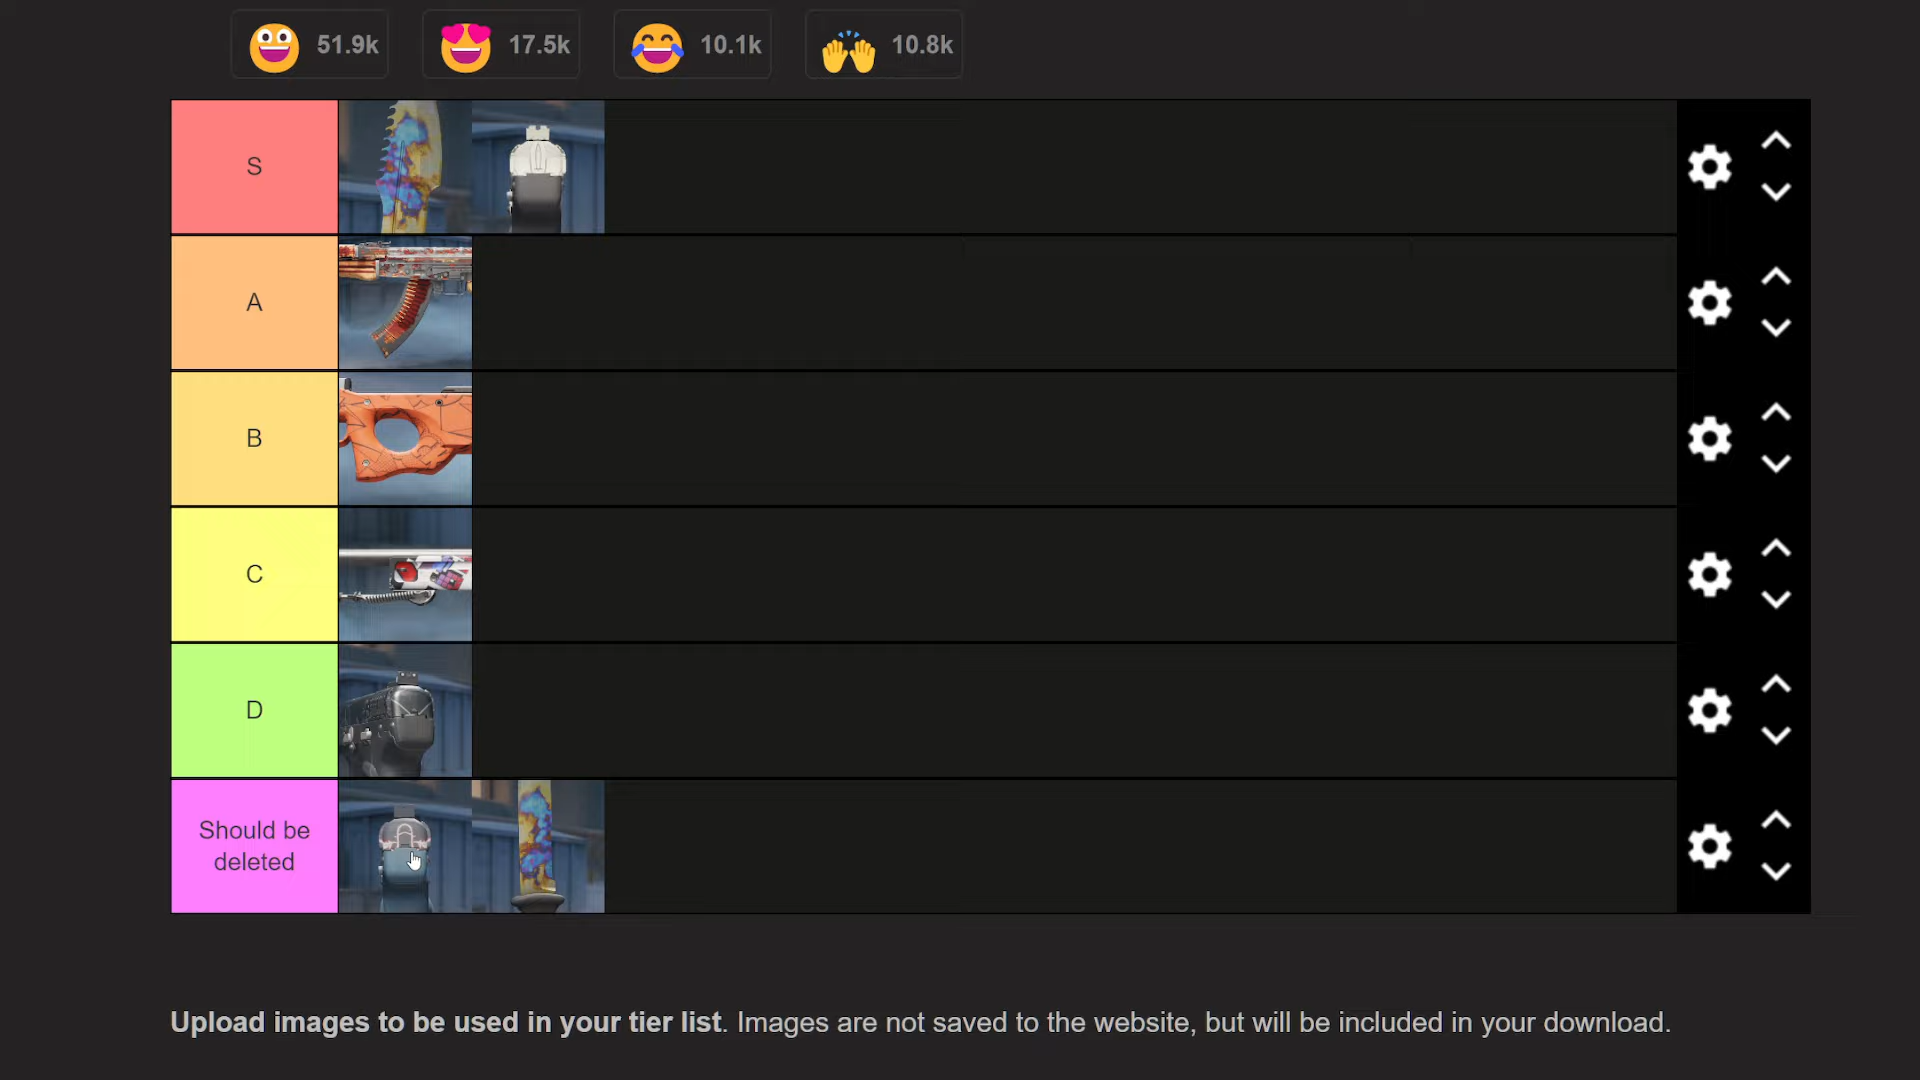 51.9k 17.5k 10.1k 10.8k
S
A
B
C
D
Should be
deleted
Upload images to be used in your tier list. Images are not saved to the website, but will be included in your download.